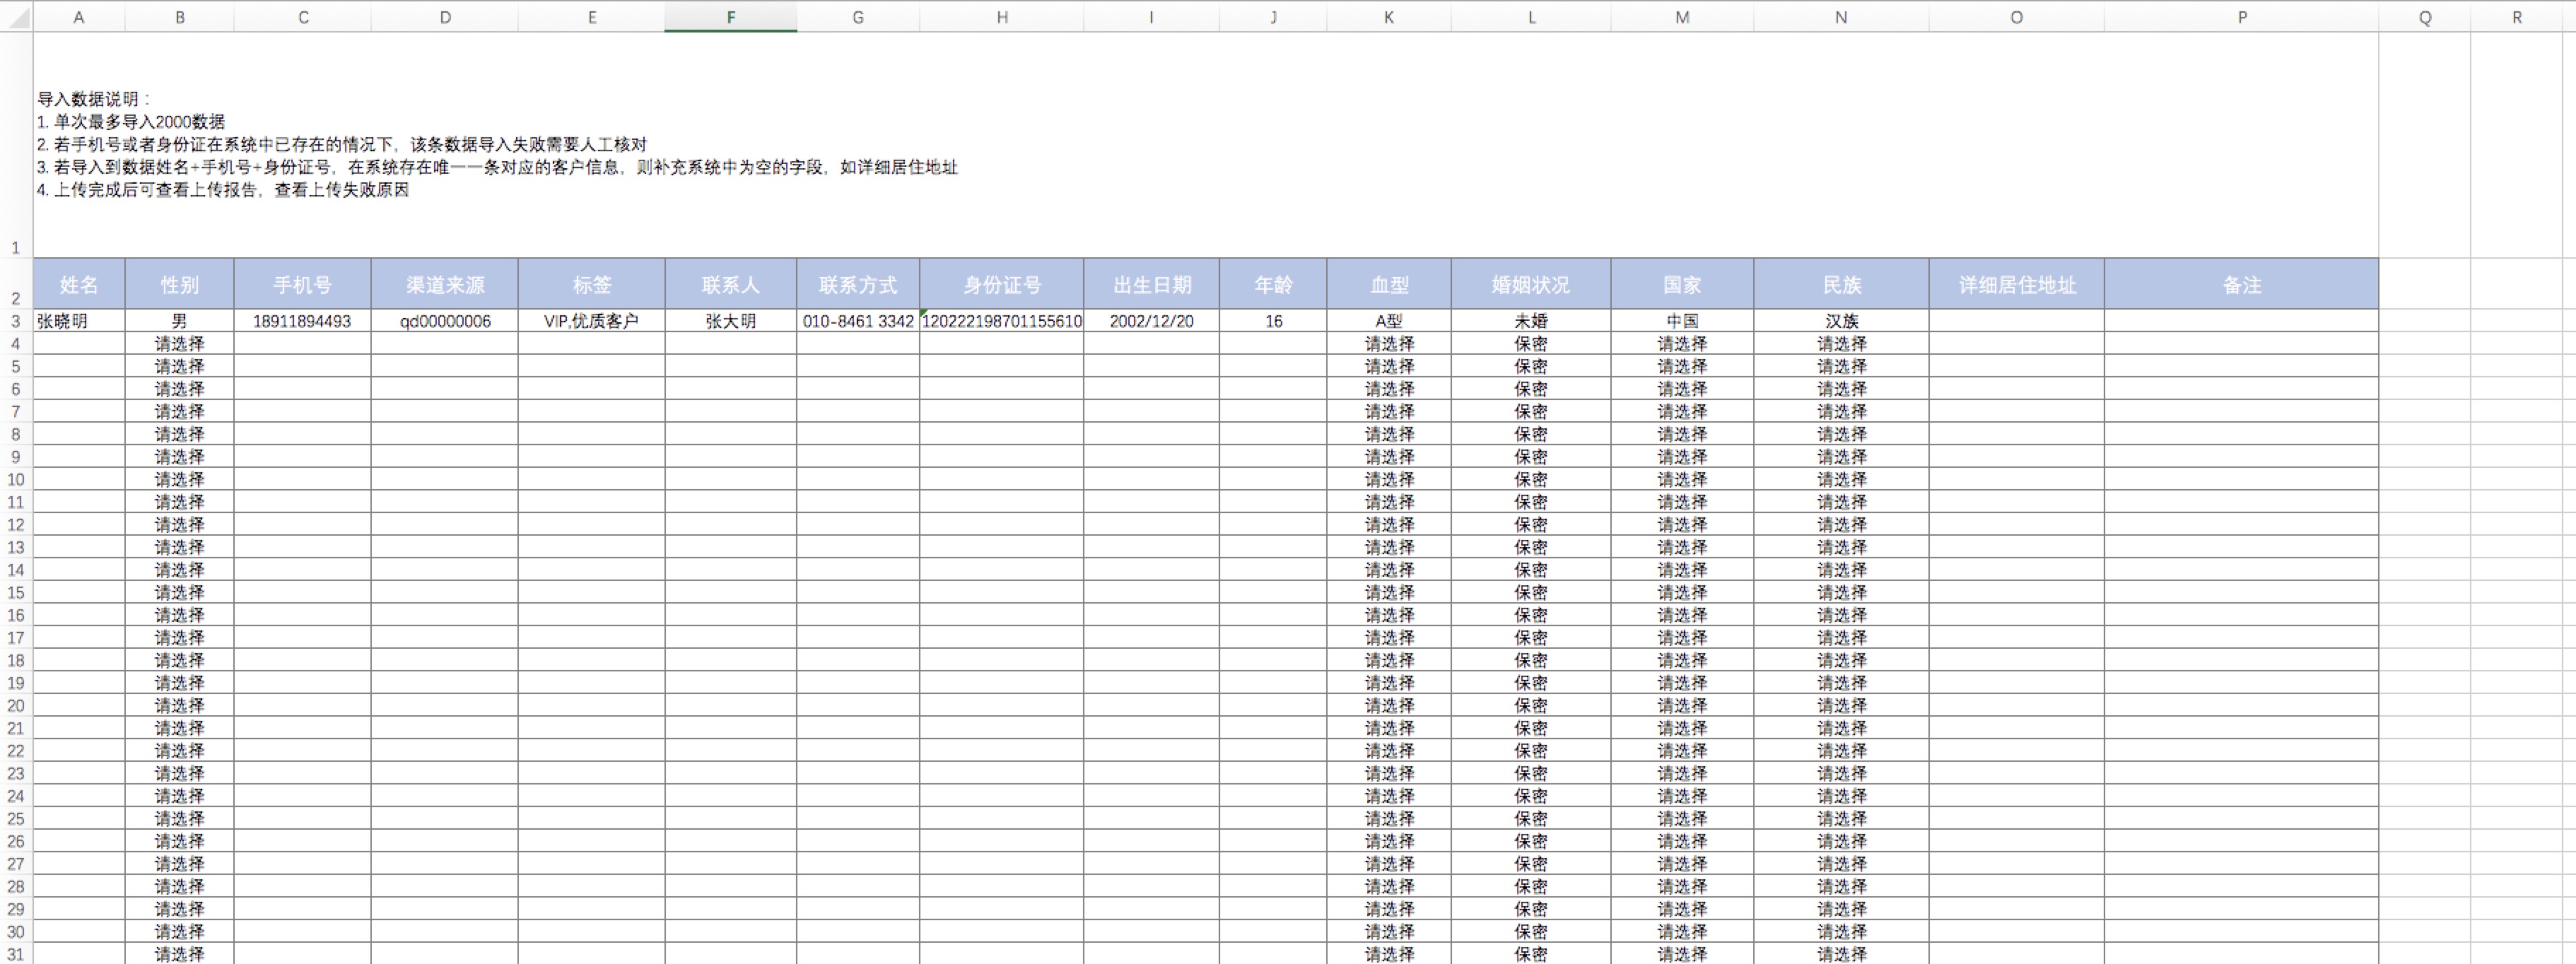 A B C D E F G H I J K L M N O P Q R
导入数据说明：
1. 单次最多导入2000数据
2. 若手机号或者身份证在系统中已存在的情况下，该条数据导入失败需要人工核对
3. 若导入到数据姓名+手机号+身份证号，在系统存在唯一一条对应的客户信息，则补充系统中为空的字段，如详细居住地址
4. 上传完成后可查看上传报告，查看上传失败原因
1
2 姓名 性别 手机号 渠道来源 标签 联系人 联系方式 身份证号 出生日期 年龄 血型 婚姻状况 国家 民族 详细居住地址 备注
3 张晓明 男 18911894493 qd00000006 VIP,优质客户 张大明 010-8461 3342 120222198701155610 2002/12/20 16 A型 未婚 中国 汉族
4 请选择 请选择 保密 请选择 请选择
5 请选择 请选择 保密 请选择 请选择
6 请选择 请选择 保密 请选择 请选择
7 请选择 请选择 保密 请选择 请选择
8 请选择 请选择 保密 请选择 请选择
9 请选择 请选择 保密 请选择 请选择
10 请选择 请选择 保密 请选择 请选择
11 请选择 请选择 保密 请选择 请选择
12 请选择 请选择 保密 请选择 请选择
13 请选择 请选择 保密 请选择 请选择
14 请选择 请选择 保密 请选择 请选择
15 请选择 请选择 保密 请选择 请选择
16 请选择 请选择 保密 请选择 请选择
17 请选择 请选择 保密 请选择 请选择
18 请选择 请选择 保密 请选择 请选择
19 请选择 请选择 保密 请选择 请选择
20 请选择 请选择 保密 请选择 请选择
21 请选择 请选择 保密 请选择 请选择
22 请选择 请选择 保密 请选择 请选择
23 请选择 请选择 保密 请选择 请选择
24 请选择 请选择 保密 请选择 请选择
25 请选择 请选择 保密 请选择 请选择
26 请选择 请选择 保密 请选择 请选择
27 请选择 请选择 保密 请选择 请选择
28 请选择 请选择 保密 请选择 请选择
29 请选择 请选择 保密 请选择 请选择
30 请选择 请选择 保密 请选择 请选择
31 请选择 请选择 保密 请选择 请选择